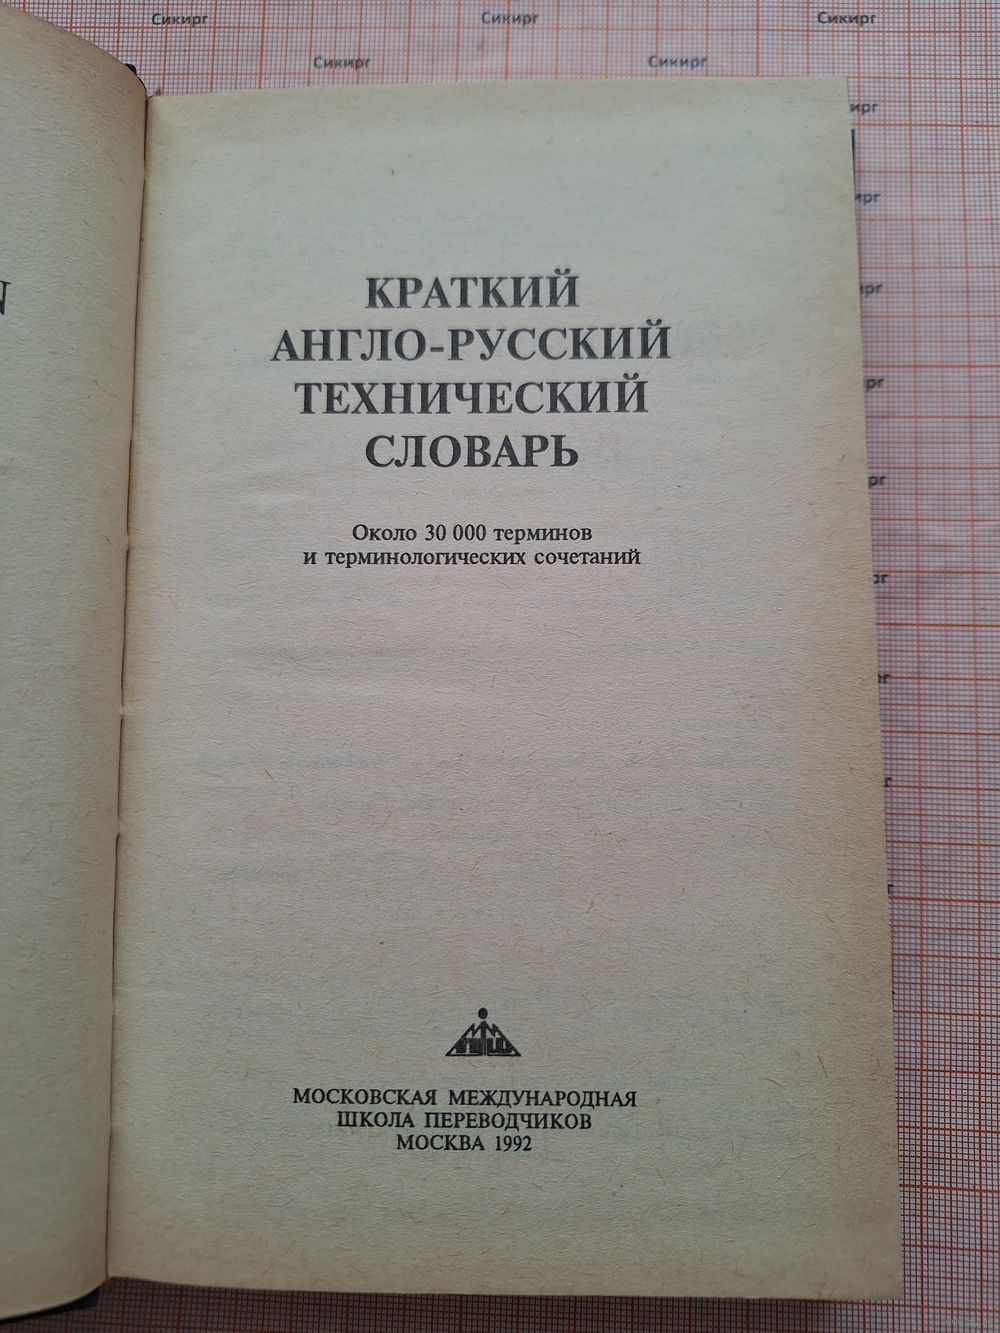 Сикирг Сикирг Сикирг
Сикирг Сикирг
КРАТКИЙ
АНГЛО-РУССКИЙ
ТЕХНИЧЕСКИЙ
СЛОВАРЬ
Около 30 000 терминов
и терминологических сочетаний
МОСКОВСКАЯ МЕЖДУНАРОДНАЯ
ШКОЛА ПЕРЕВОДЧИКОВ
МОСКВА 1992